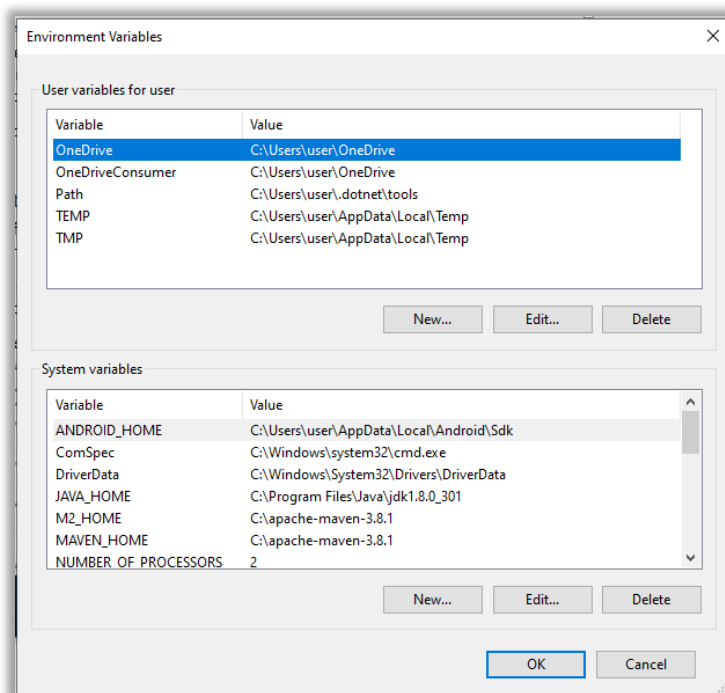 Environment Variables
User variables for user
Variable Value
OneDrive C:\Users\user\OneDrive
OneDriveConsumer C:\Users\user\OneDrive
Path C:\Users\user\.dotnet\tools
TEMP C:\Users\user\AppData\Local\Temp
TMP C:\Users\user\AppData\Local\Temp
New... Edit... Delete
System variables
Variable Value
ANDROID_HOME C:\Users\user\AppData\Local\Android\Sdk
ComSpec C:\Windows\system32\cmd.exe
DriverData C:\Windows\System32\Drivers\DriverData
JAVA_HOME C:\Program Files\Java\jdk1.8.0_301
M2_HOME C:\apache-maven-3.8.1
MAVEN_HOME C:\apache-maven-3.8.1
NUMBER_OF_PROCESSORS 2
New... Edit... Delete
OK Cancel